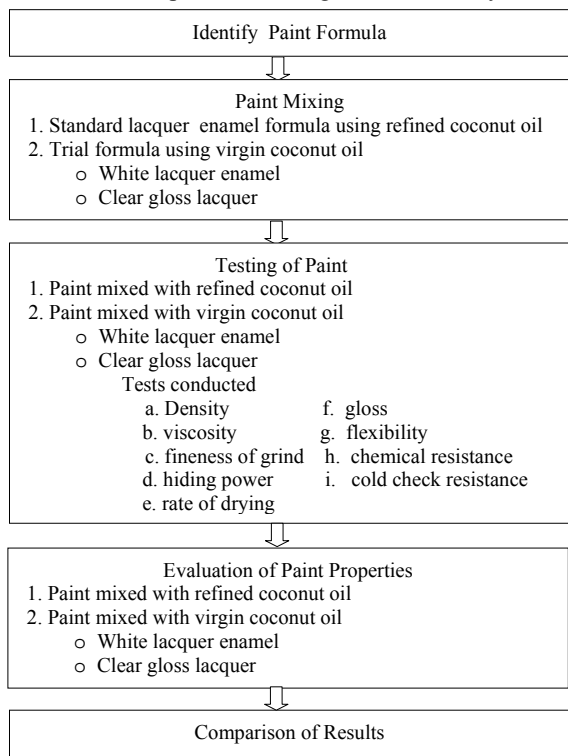 Identify Paint Formula
Paint Mixing
1. Standard lacquer enamel formula using refined coconut oil
2. Trial formula using virgin coconut oil
o White lacquer enamel
o Clear gloss lacquer
Testing of Paint
1. Paint mixed with refined coconut oil
2. Paint mixed with virgin coconut oil
o White lacquer enamel
o Clear gloss lacquer
Tests conducted
a. Density f. gloss
b. viscosity g. flexibility
c. fineness of grind h. chemical resistance
d. hiding power i. cold check resistance
e. rate of drying
Evaluation of Paint Properties
1. Paint mixed with refined coconut oil
2. Paint mixed with virgin coconut oil
o White lacquer enamel
o Clear gloss lacquer
Comparison of Results